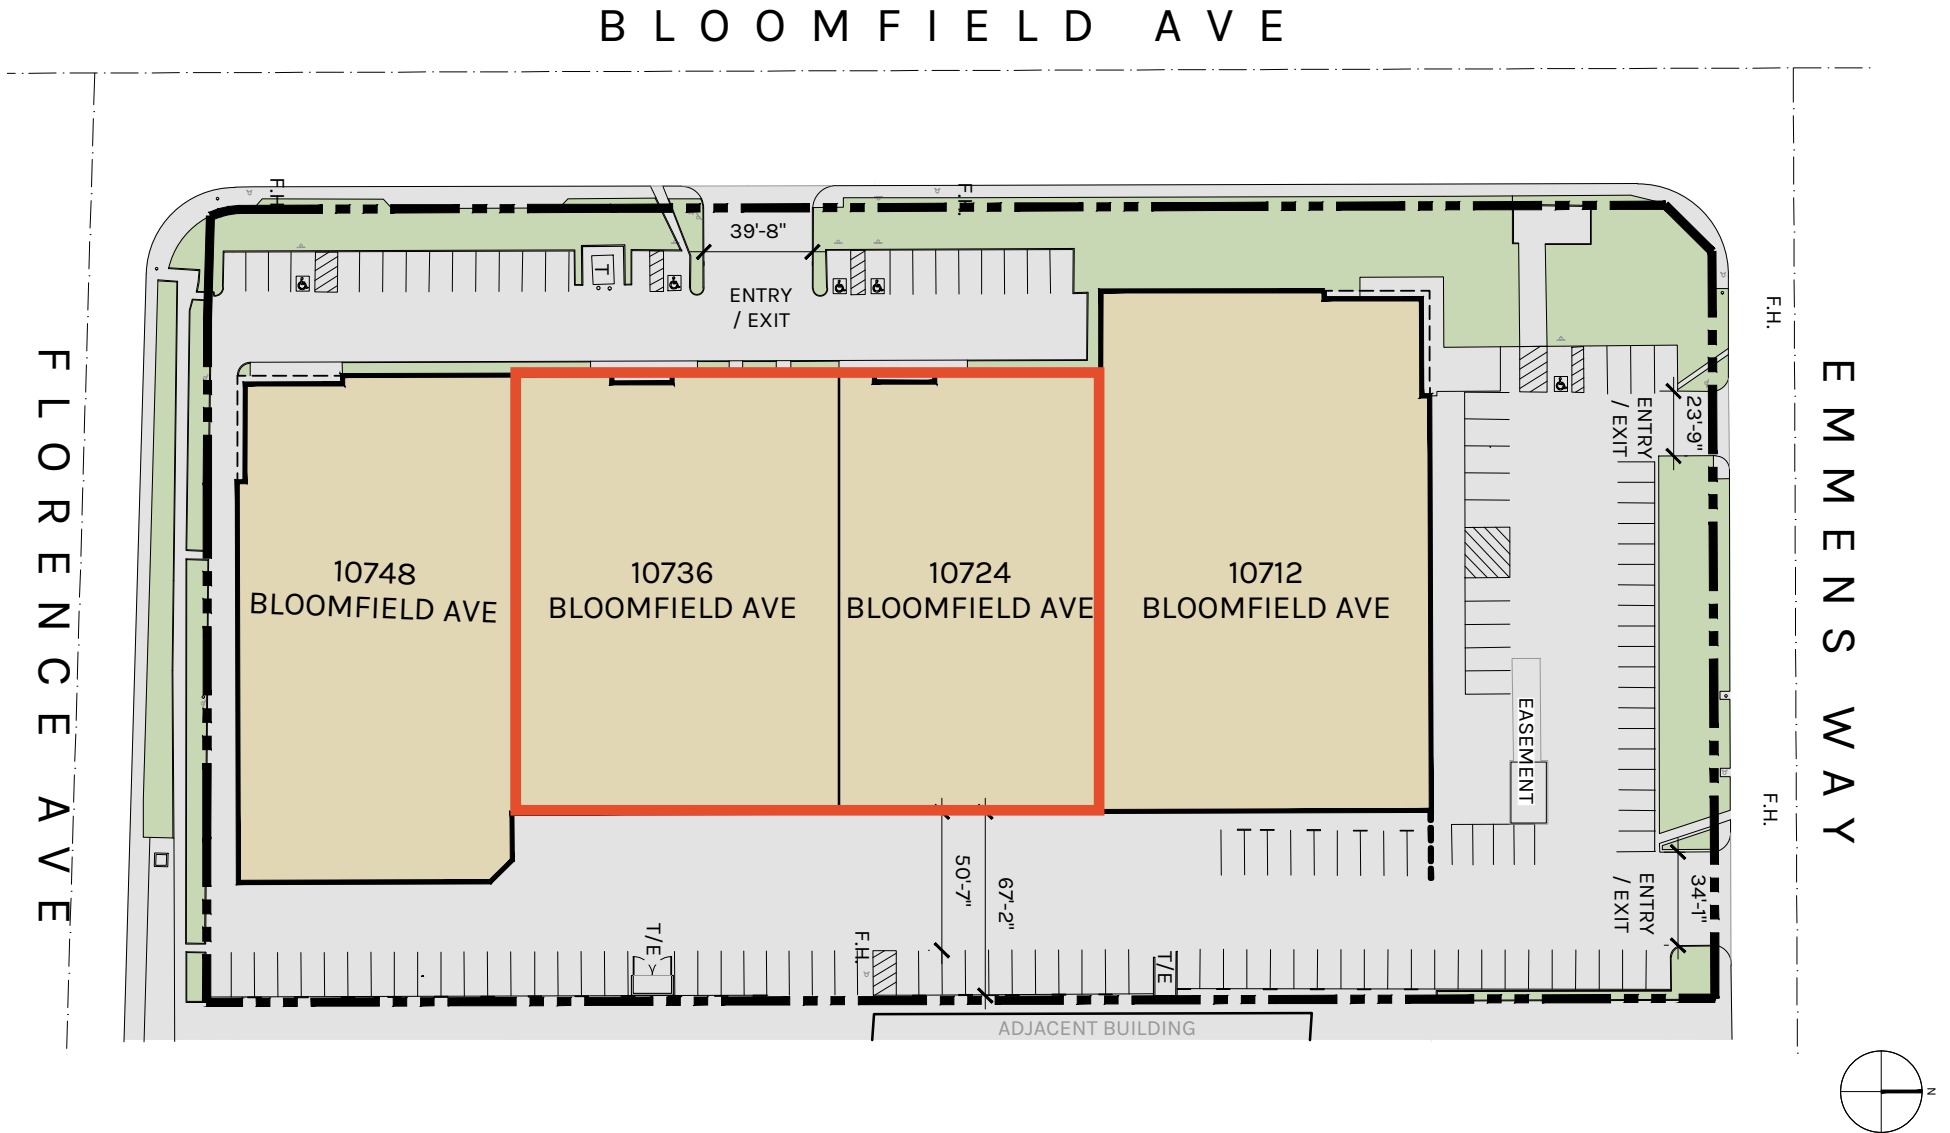 BLOOMFIELD AVE
F.H.
F.H.
39'-8"
T
ENTRY
/ EXIT
F.H.
FLORENCE AVE
EMMENS WAY
23'-9"
ENTRY
/ EXIT
10748
BLOOMFIELD AVE
10736
BLOOMFIELD AVE
10724
BLOOMFIELD AVE
10712
BLOOMFIELD AVE
EASEMENT
F.H.
50'-7"
67'-2"
34'-1"
ENTRY
/ EXIT
T/E
F.H.
T/E
ADJACENT BUILDING
N